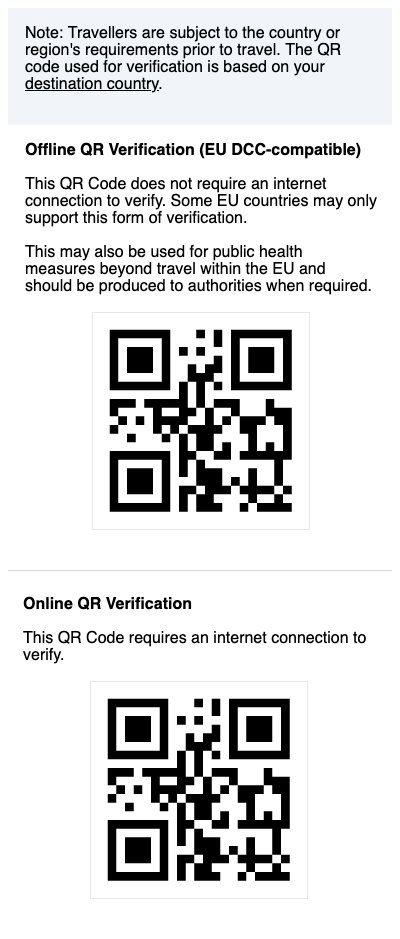 Note: Travellers are subject to the country or
region's requirements prior to travel. The QR
code used for verification is based on your
destination country.
Offline QR Verification (EU DCC-compatible)
This QR Code does not require an internet
connection to verify. Some EU countries may only
support this form of verification.
This may also be used for public health
measures beyond travel within the EU and
should be produced to authorities when required.
Online QR Verification
This QR Code requires an internet connection to
verify.